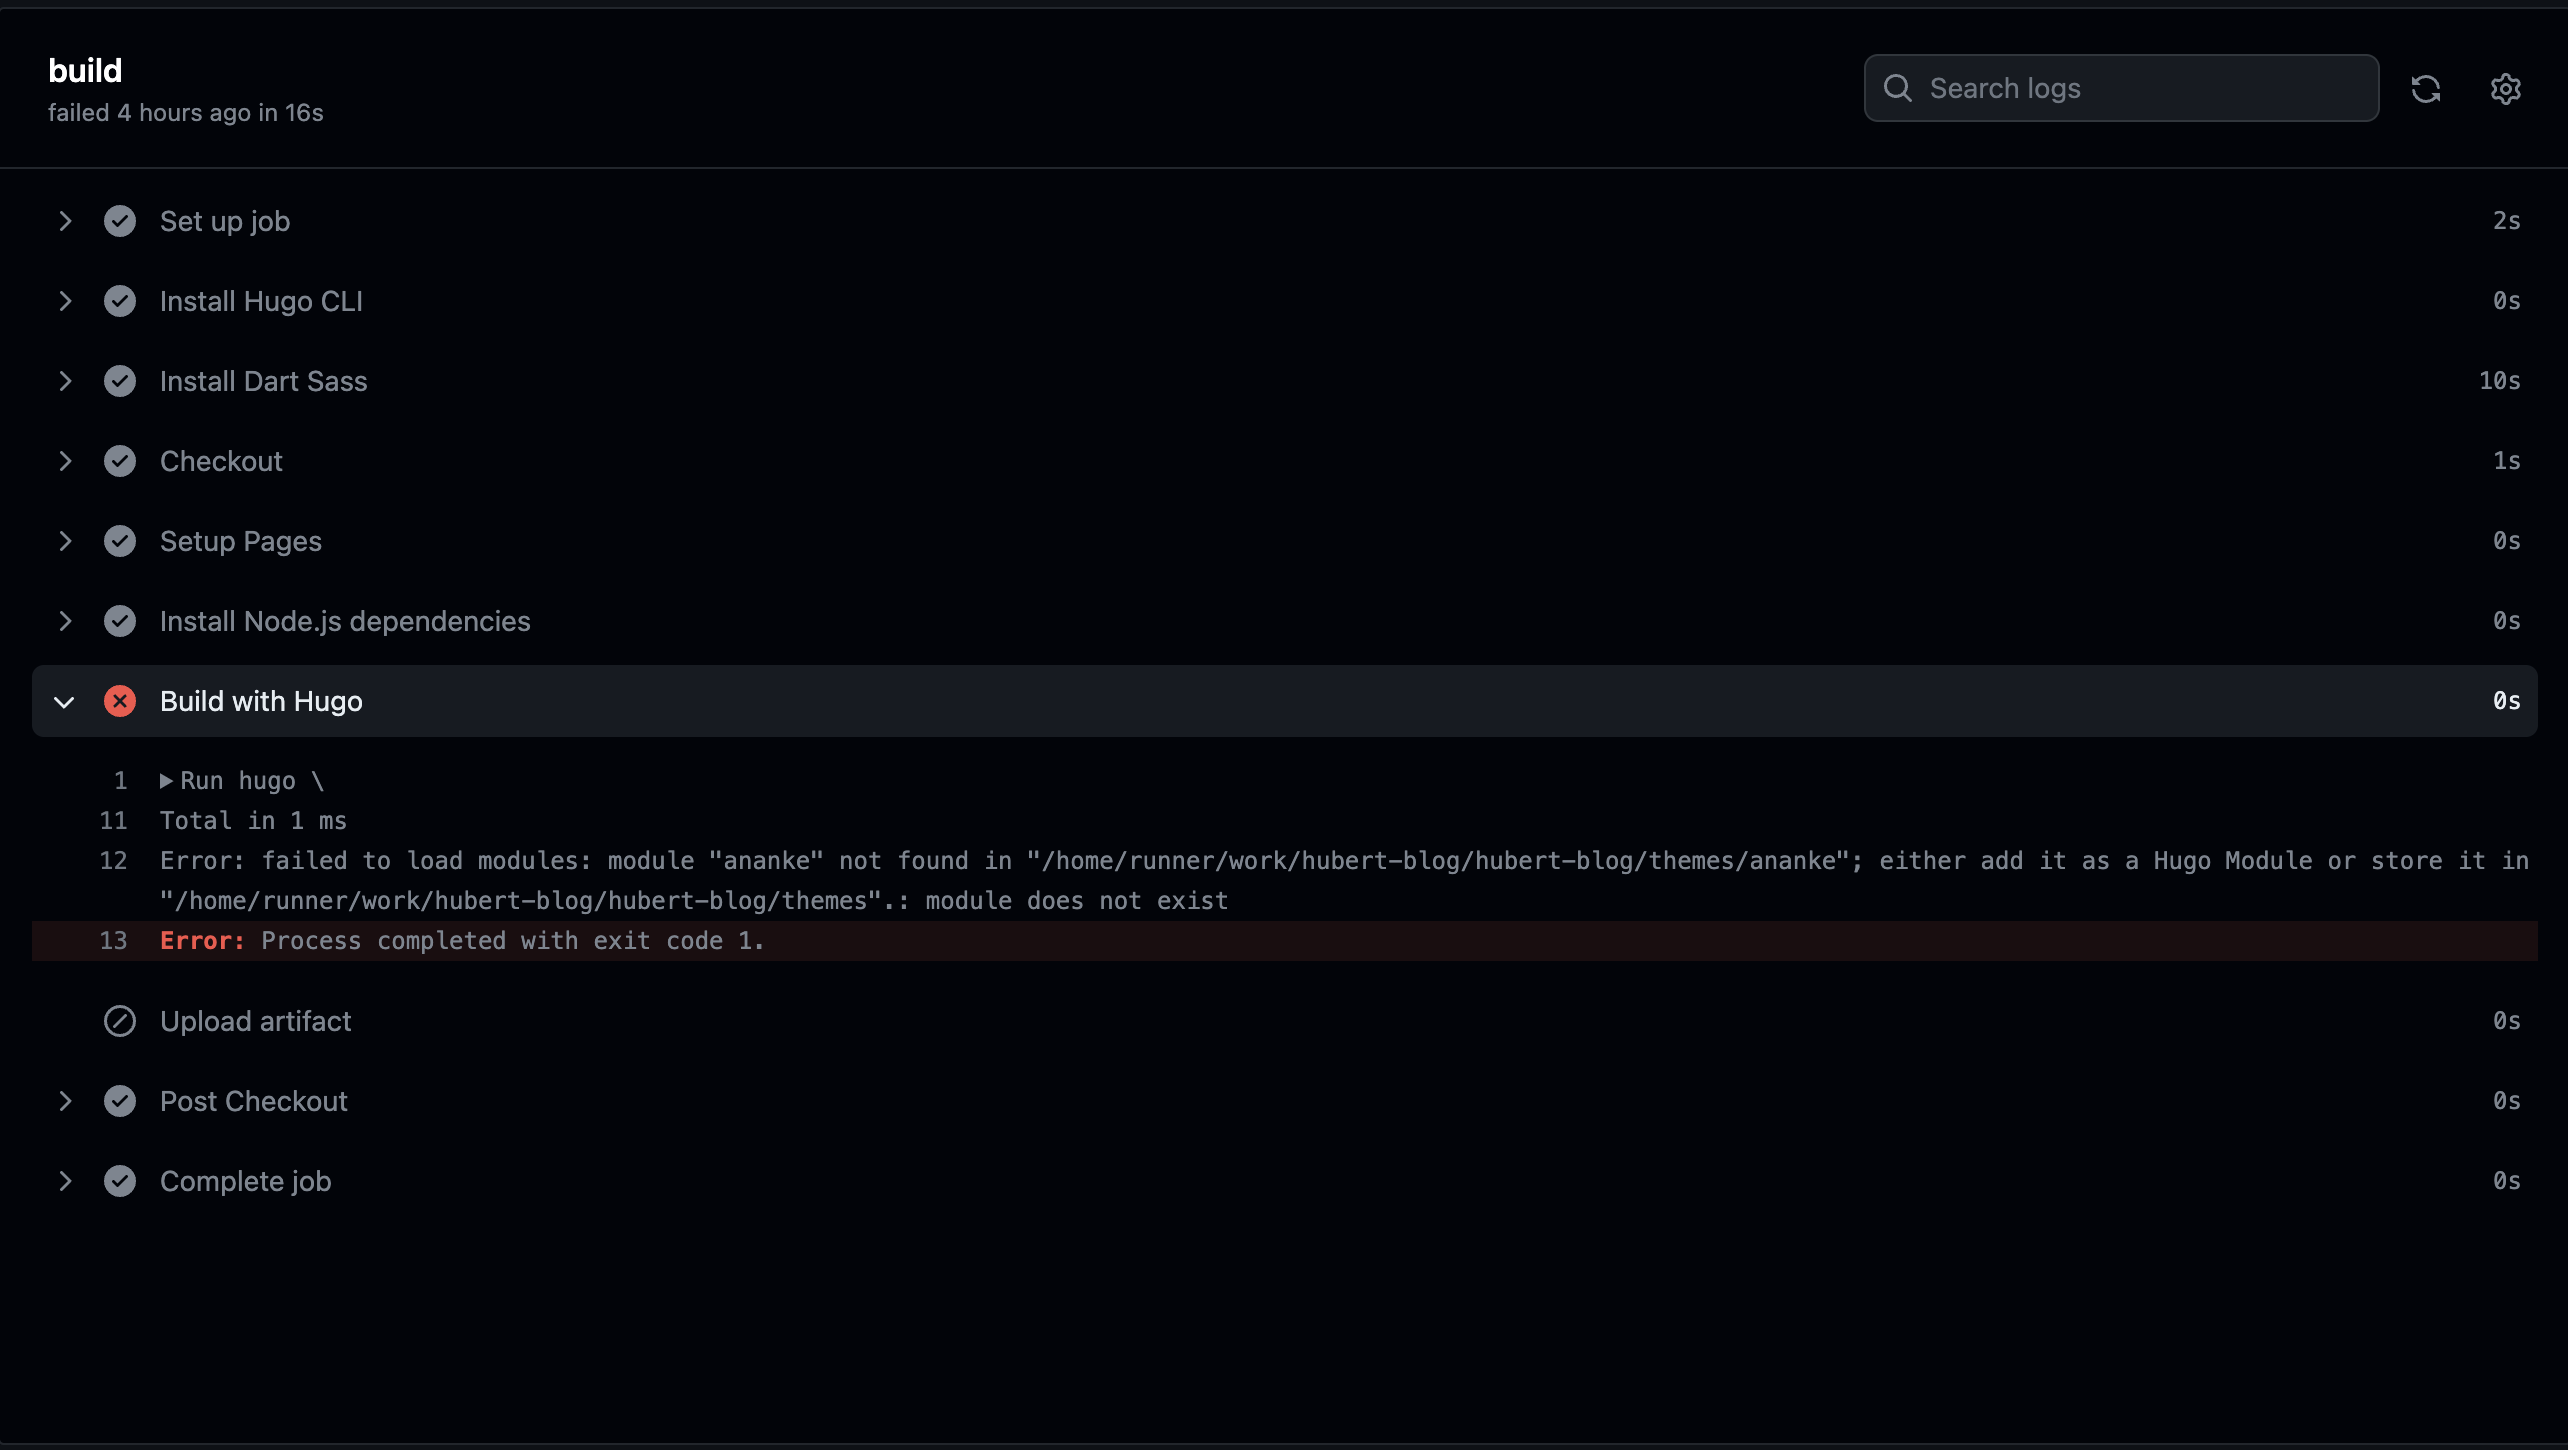 build
failed 4 hours ago in 16s
Search logs
Set up job 2s
Install Hugo CLI 0s
Install Dart Sass 10s
Checkout 1s
Setup Pages 0s
Install Node.js dependencies 0s
Build with Hugo 0s
1 Run hugo \
11 Total in 1 ms
12 Error: failed to load modules: module "ananke" not found in "/home/runner/work/hubert-blog/hubert-blog/themes/ananke"; either add it as a Hugo Module or store it in
"/home/runner/work/hubert-blog/hubert-blog/themes".: module does not exist
13 Error: Process completed with exit code 1.
Upload artifact 0s
Post Checkout 0s
Complete job 0s